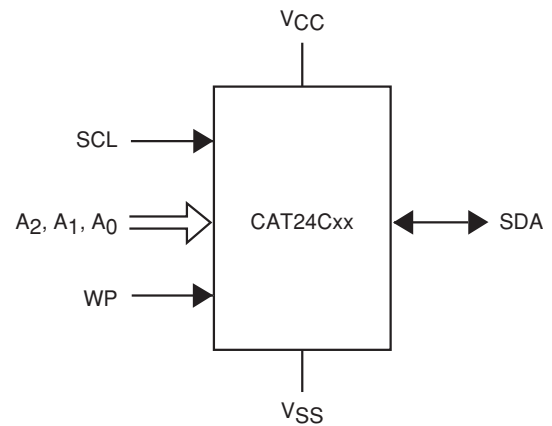 VCC
SCL
A2, A1, A0
CAT24Cxx
SDA
WP
VSS